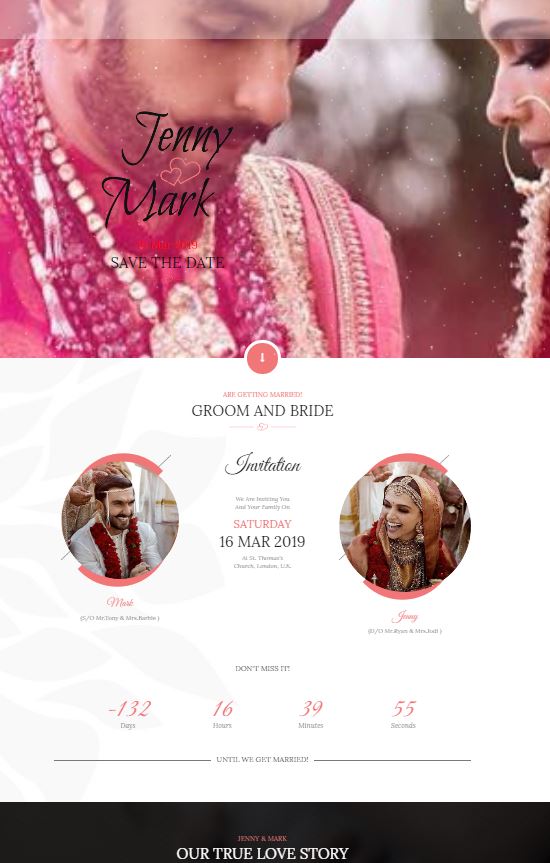 Jenny
Mark
16 Mar 2019
SAVE THE DATE
ARE GETTING MARRIED!
GROOM AND BRIDE
Invitation
We Are Inviting You
And Your Family On
SATURDAY
16 MAR 2019
At St. Thomas's
Church, London, U.K.
Mark
(S/O Mr.Tony & Mrs.Barbie )
Jenny
(D/O Mr.Ryan & Mrs.Jodi )
DON'T MISS IT!
-132 16 39 55
Days Hours Minutes Seconds
UNTIL WE GET MARRIED!
JENNY & MARK
OUR TRUE LOVE STORY